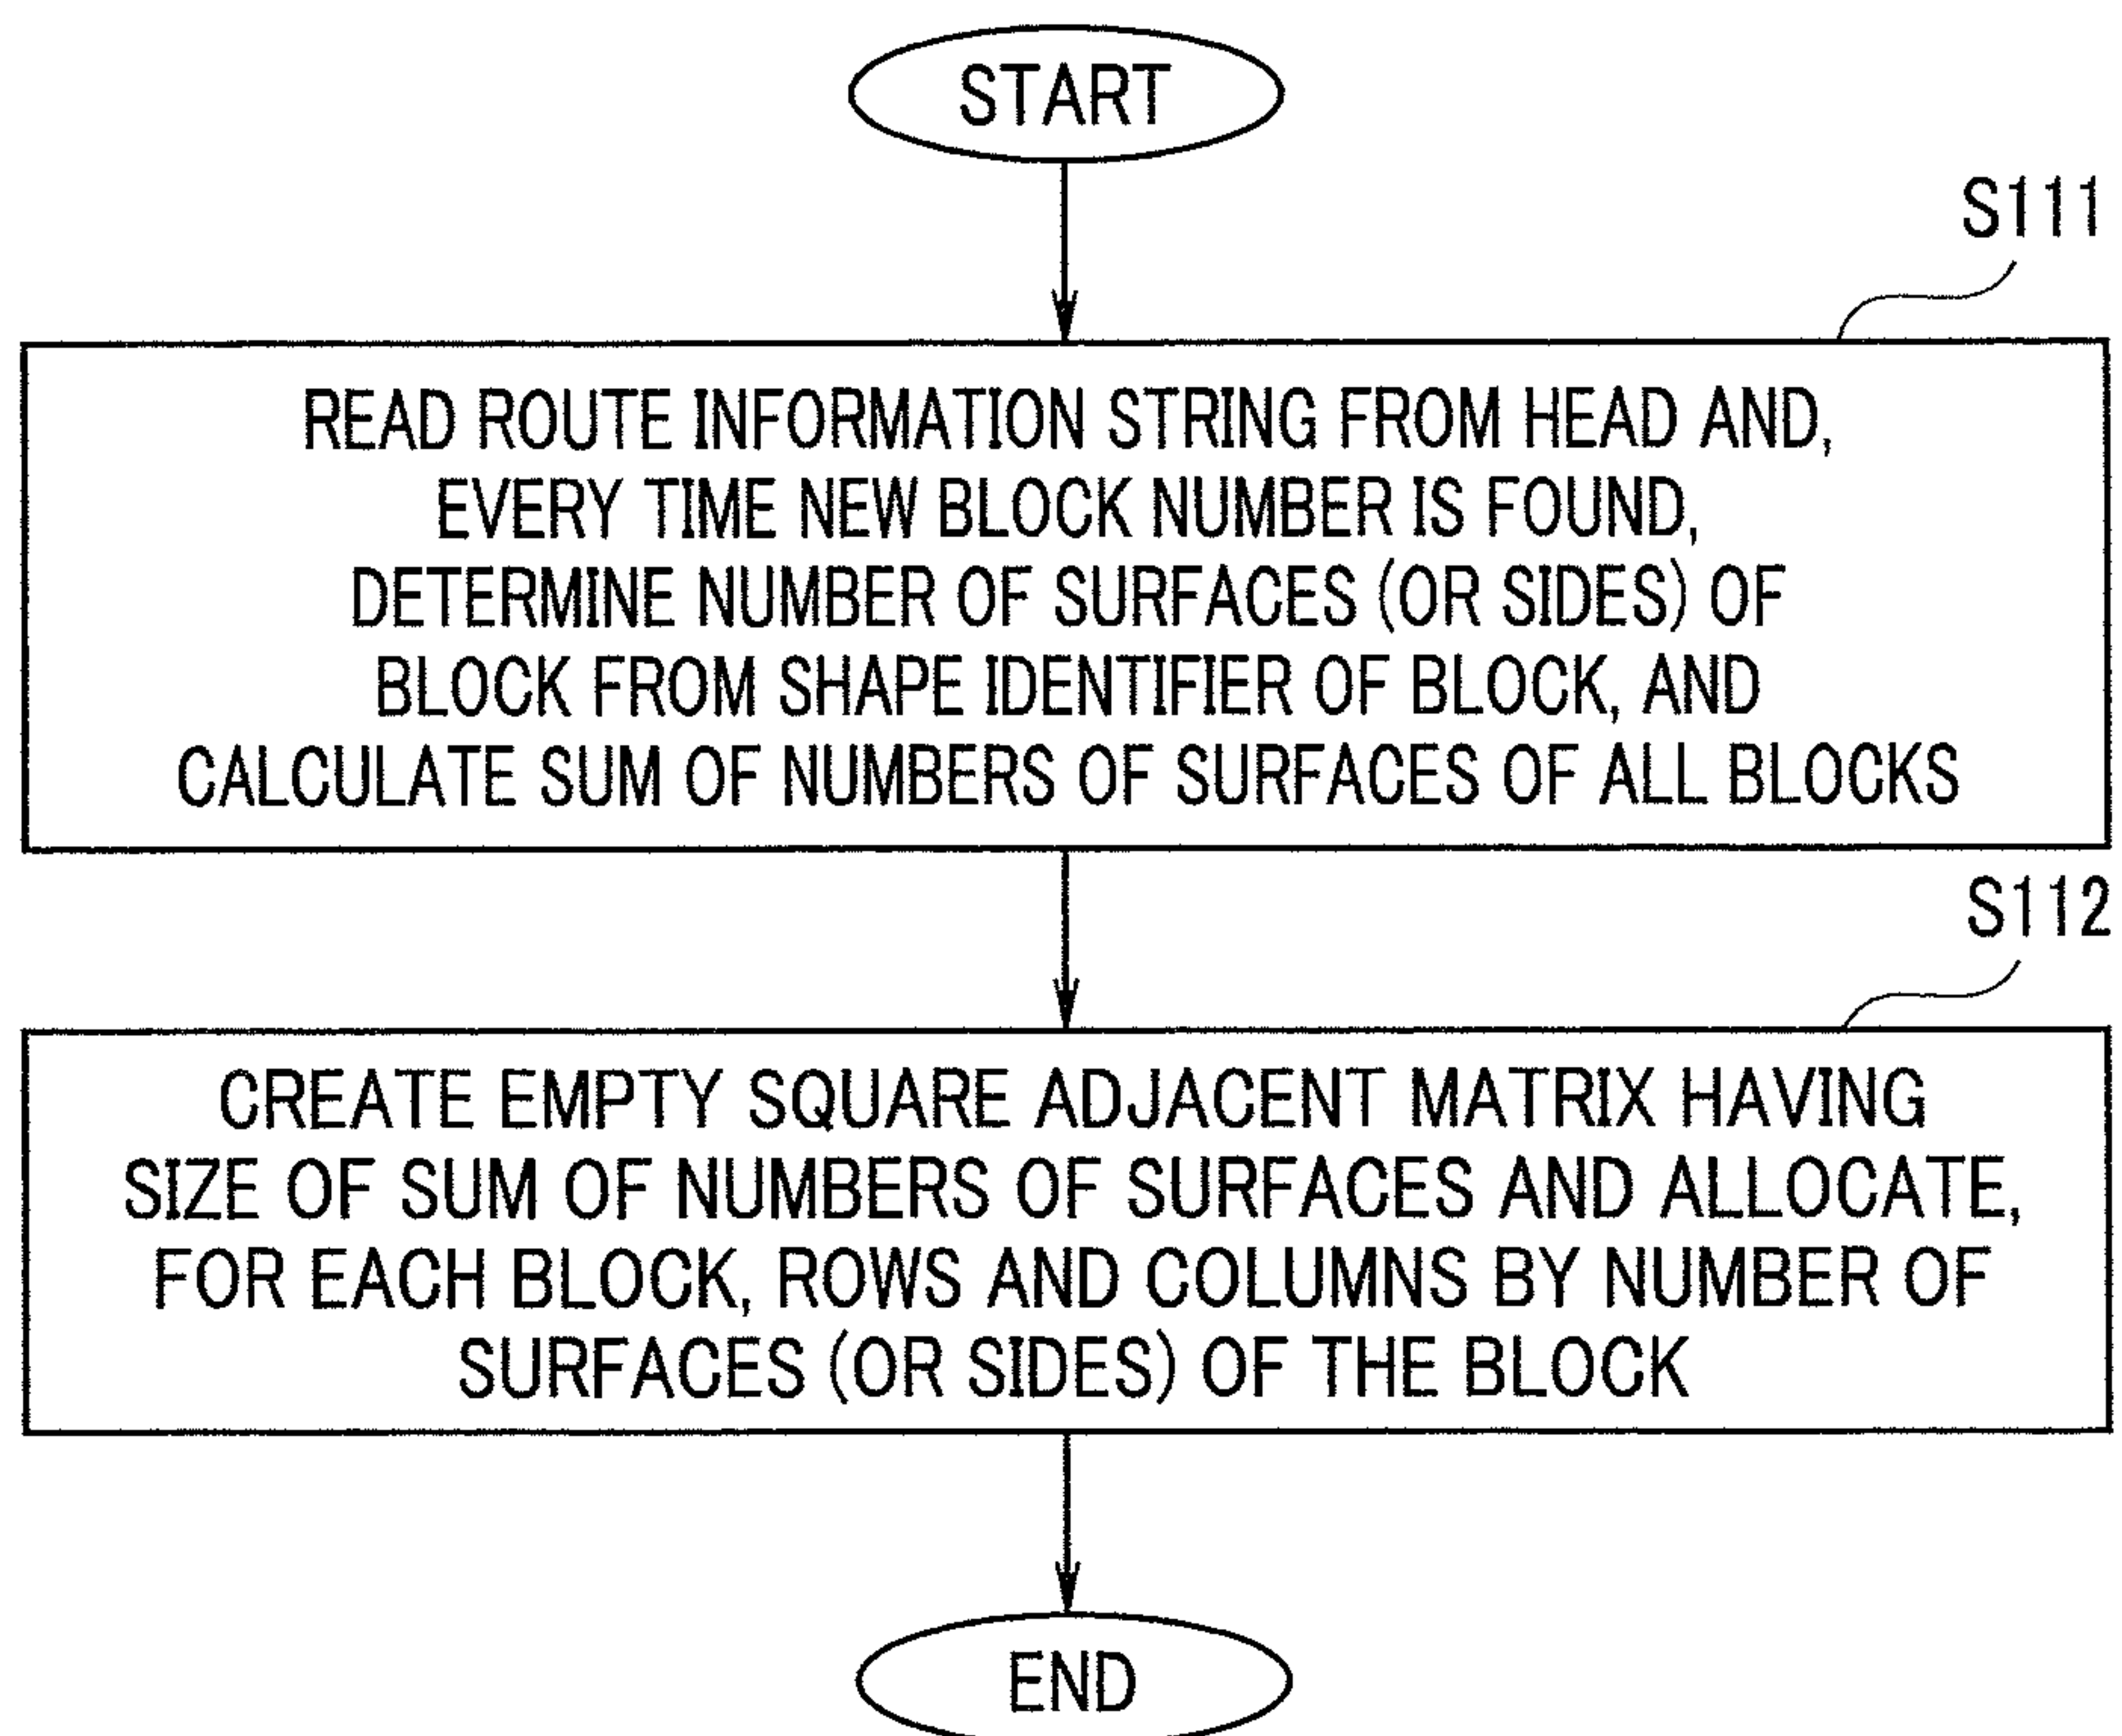 START
S111
READ ROUTE INFORMATION STRING FROM HEAD AND,
EVERY TIME NEW BLOCK NUMBER IS FOUND,
DETERMINE NUMBER OF SURFACES (OR SIDES) OF
BLOCK FROM SHAPE IDENTIFIER OF BLOCK, AND
CALCULATE SUM OF NUMBERS OF SURFACES OF ALL BLOCKS
S112
CREATE EMPTY SQUARE ADJACENT MATRIX HAVING
SIZE OF SUM OF NUMBERS OF SURFACES AND ALLOCATE,
FOR EACH BLOCK, ROWS AND COLUMNS BY NUMBER OF
SURFACES (OR SIDES) OF THE BLOCK
END